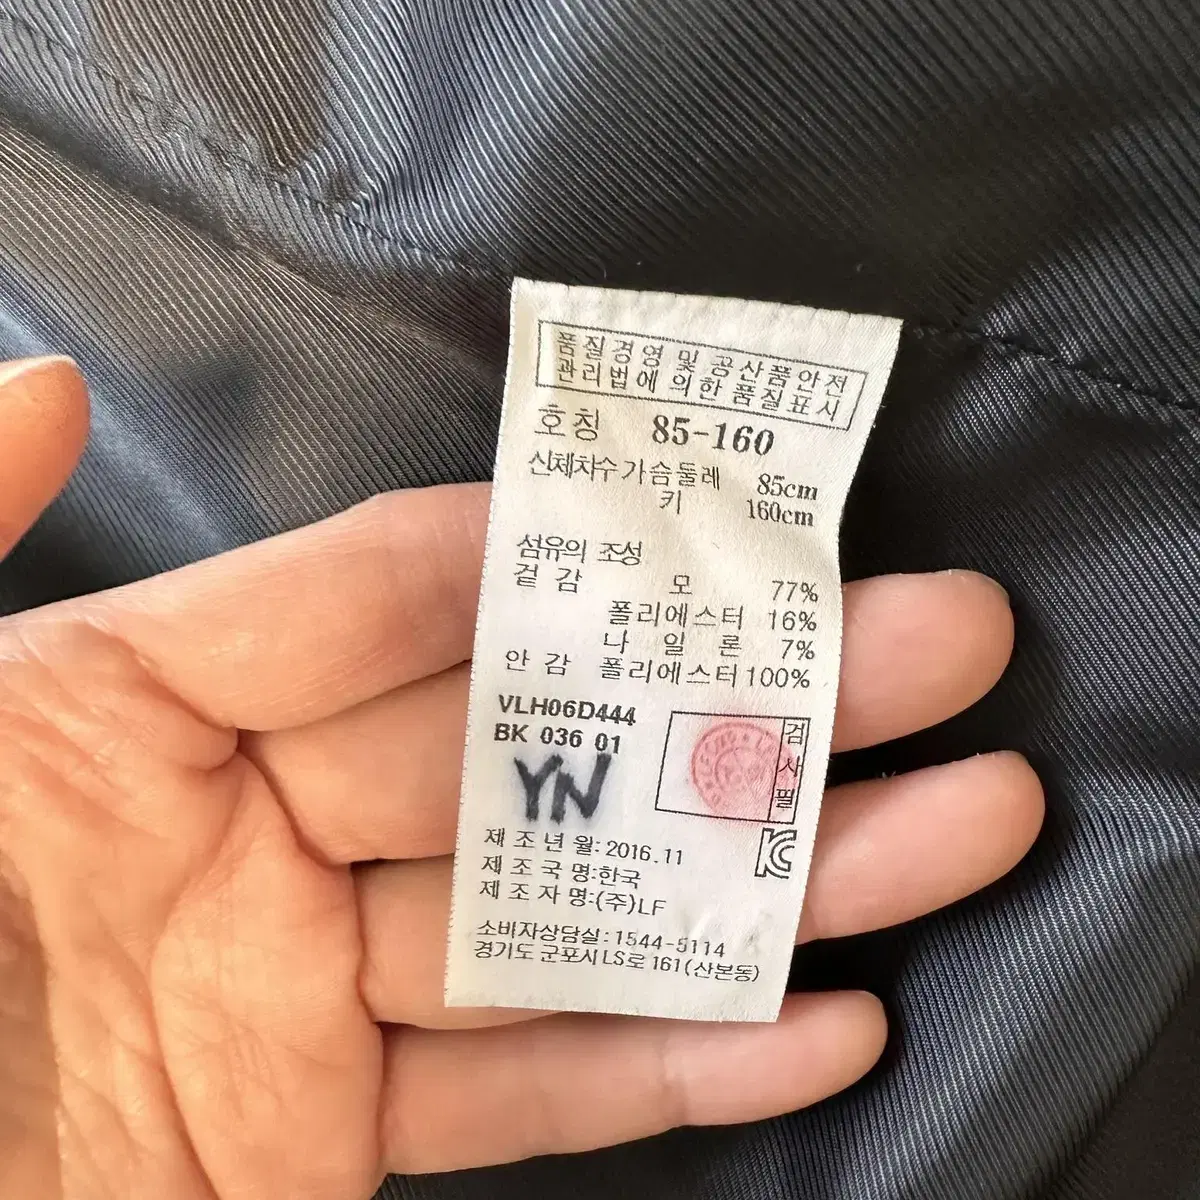 품질경영 및 공산품안전
관리법에 의한 품질표시
호칭 85-160
신체차수 가슴둘레 85cm
키 160cm
섬유의 조성
겉감 모 77%
폴리에스터 16%
나일론 7%
안감 폴리에스터 100%
VLH06D444
BK 036 01
검사필
YN
KC
제조년월: 2016.11
제조국명:한국
제조자명:(주)LF
소비자상담실: 1544-5114
경기도 군포시 LS로 161(산본동)